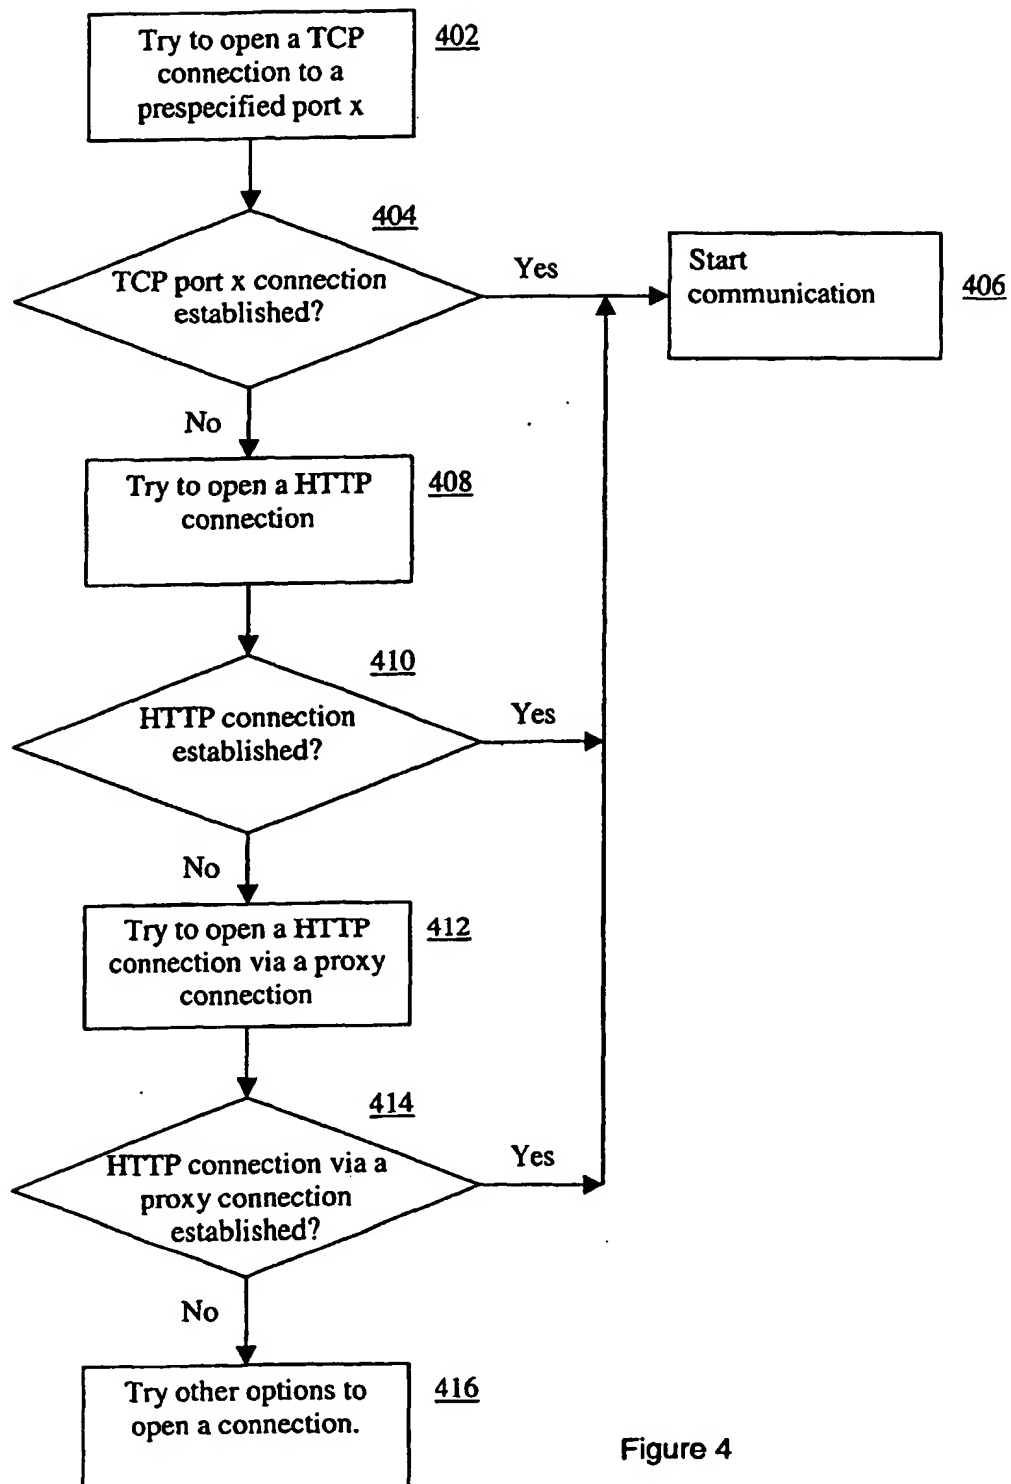 Try to open a TCP
connection to a
prespecified port x
402
404
TCP port x connection
established?
Yes
Start
communication
406
No
Try to open a HTTP
connection
408
410
HTTP connection
established?
Yes
No
Try to open a HTTP
connection via a proxy
connection
412
414
HTTP connection via a
proxy connection
established?
Yes
No
Try other options to
open a connection.
416
Figure 4